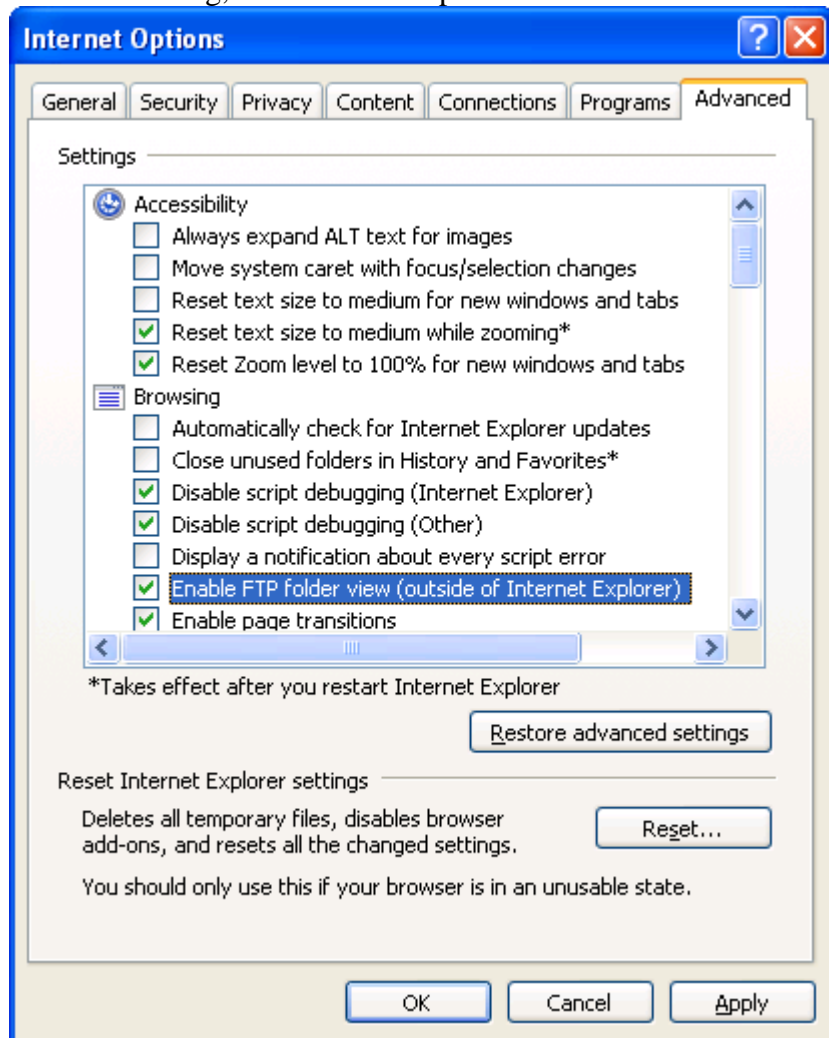 Internet Options
General Security Privacy Content Connections Programs Advanced
Settings
Accessibility
Always expand ALT text for images
Move system caret with focus/selection changes
Reset text size to medium for new windows and tabs
Reset text size to medium while zooming*
Reset Zoom level to 100% for new windows and tabs
Browsing
Automatically check for Internet Explorer updates
Close unused folders in History and Favorites*
Disable script debugging (Internet Explorer)
Disable script debugging (Other)
Display a notification about every script error
Enable FTP folder view (outside of Internet Explorer)
Enable page transitions
*Takes effect after you restart Internet Explorer
Restore advanced settings
Reset Internet Explorer settings
Deletes all temporary files, disables browser
add-ons, and resets all the changed settings.
Reset...
You should only use this if your browser is in an unusable state.
OK Cancel Apply